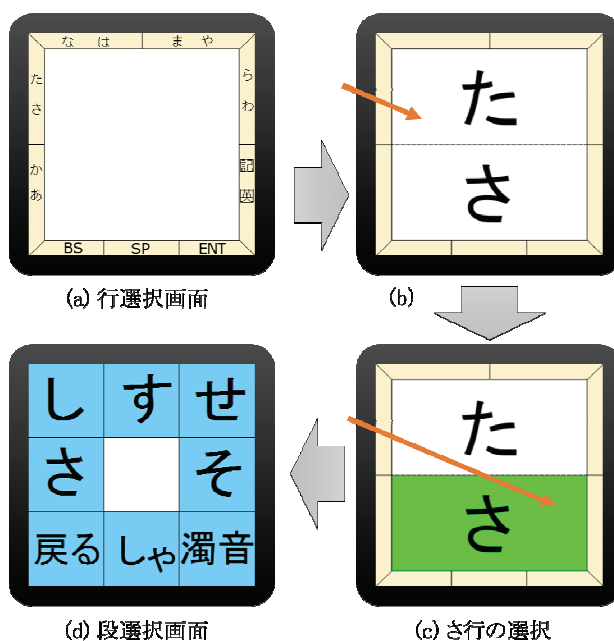 な は ま や
た
さ
か
あ
ら
わ
記
英
BS SP ENT
(a) 行選択画面
た
さ
(b)
し す せ
さ そ
戻る しゃ 濁音
(d) 段選択画面
た
さ
(c) さ行の選択